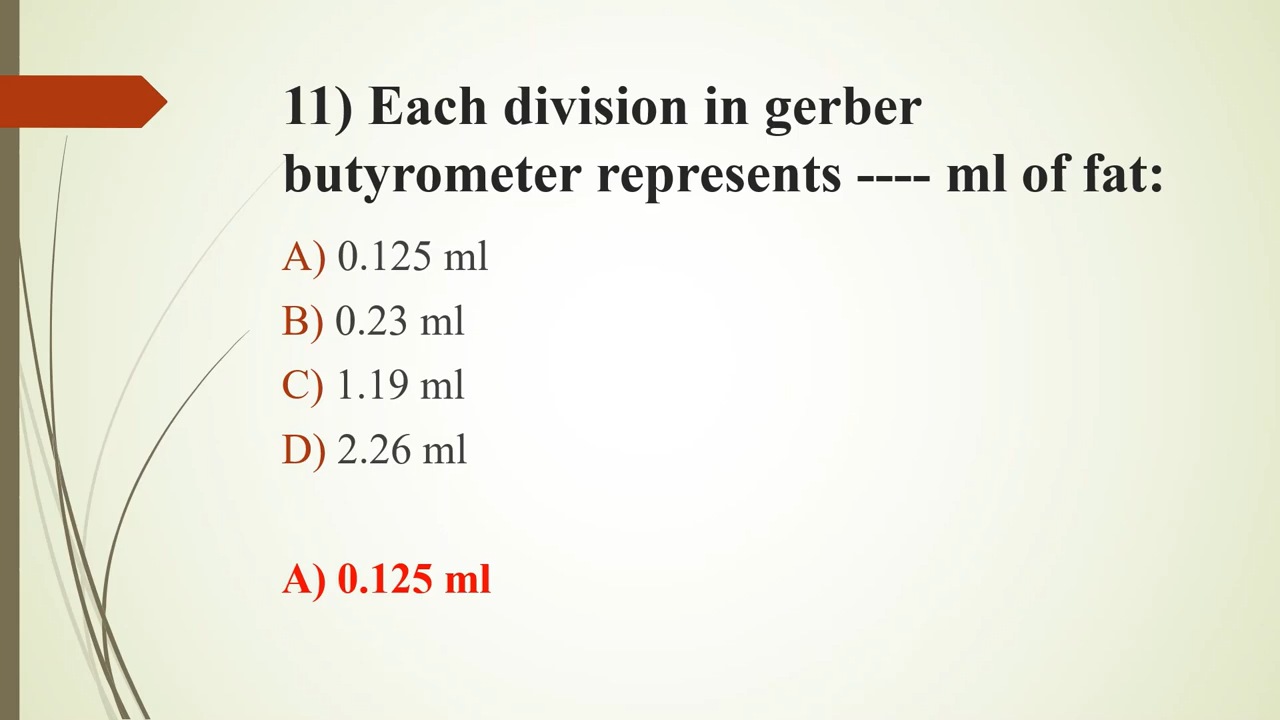 11) Each division in gerber
butyrometer represents ---- ml of fat:
A) 0.125 ml
B) 0.23 ml
C) 1.19 ml
D) 2.26 ml
A) 0.125 ml